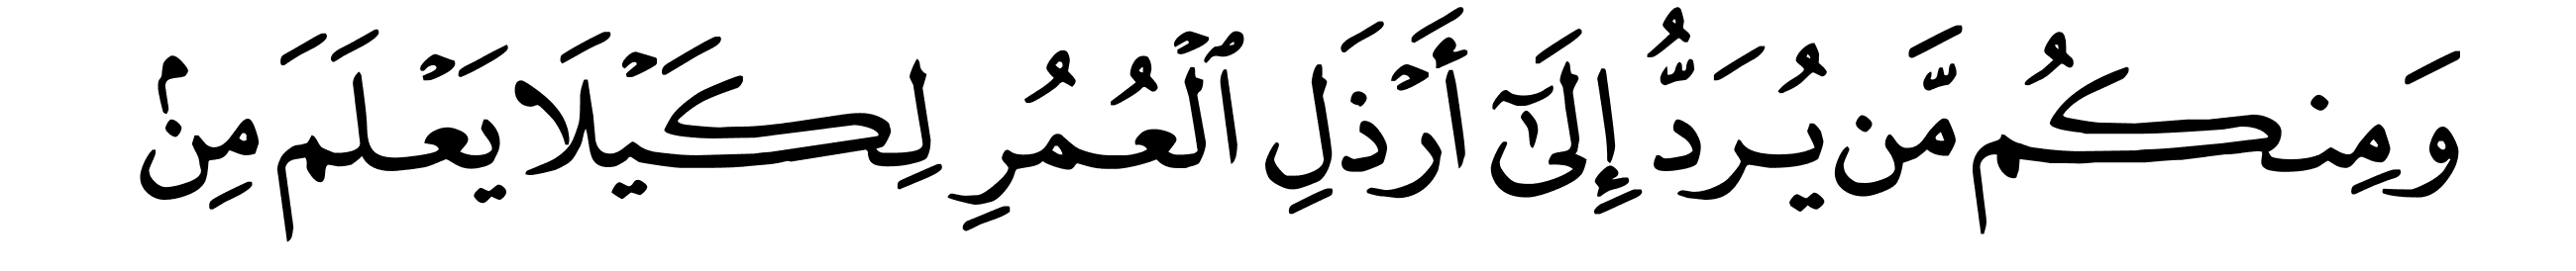 وَمِنكُم مَّن يُرَدُّ إِلَىٰٓ أَرْذَلِ ٱلْعُمُرِ لِكَيْلَا يَعْلَمَ مِنۢ